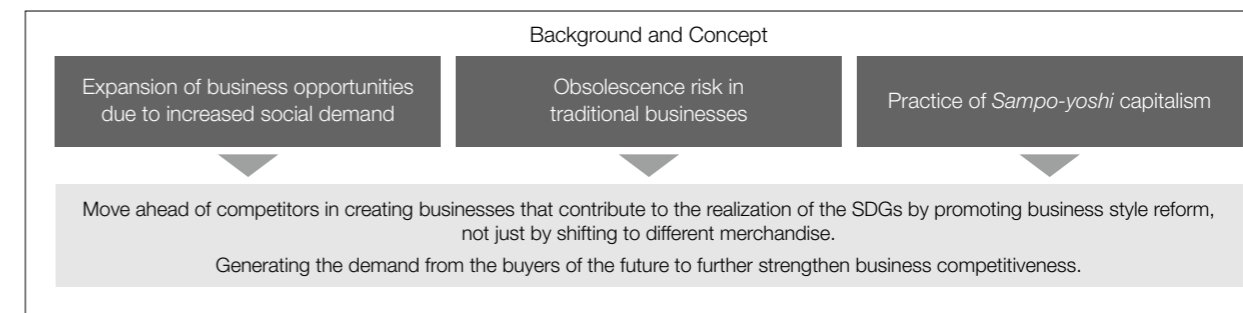 Background and Concept
Expansion of business opportunities
due to increased social demand
Obsolescence risk in
traditional businesses
Practice of Sampo-yoshi capitalism
Move ahead of competitors in creating businesses that contribute to the realization of the SDGs by promoting business style reform,
not just by shifting to different merchandise.
Generating the demand from the buyers of the future to further strengthen business competitiveness.